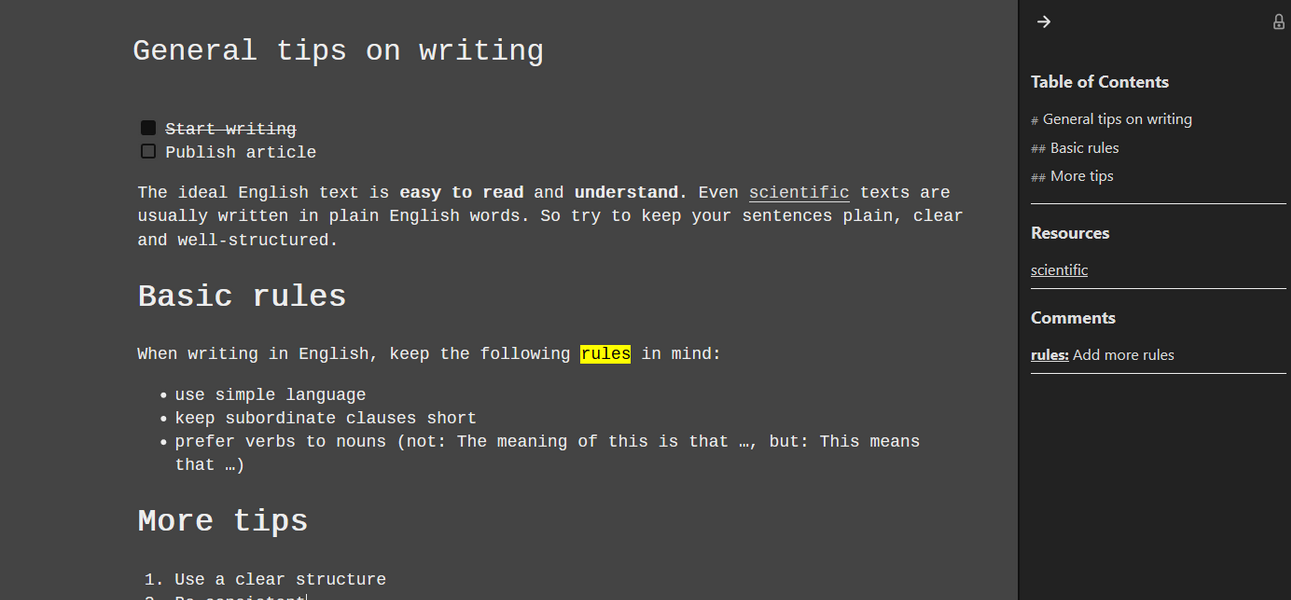 General tips on writing
Start writing
Publish article
The ideal English text is easy to read and understand. Even scientific texts are
usually written in plain English words. So try to keep your sentences plain, clear
and well-structured.
Basic rules
When writing in English, keep the following rules in mind:
• use simple language
• keep subordinate clauses short
• prefer verbs to nouns (not: The meaning of this is that …, but: This means
that …)
More tips
1. Use a clear structure
2. Be consistent
Table of Contents
# General tips on writing
## Basic rules
## More tips
Resources
scientific
Comments
rules: Add more rules